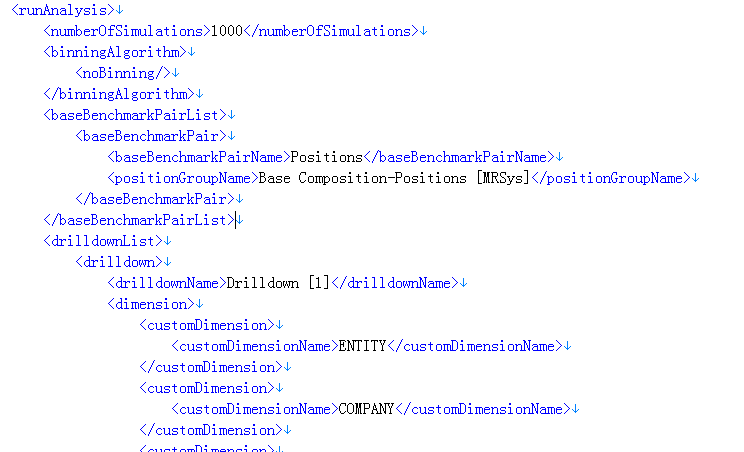 <runAnalysis>↓
<numberOfSimulations>1000</numberOfSimulations>↓
<binningAlgorithm>↓
<noBinning/>↓
</binningAlgorithm>↓
<baseBenchmarkPairList>↓
<baseBenchmarkPair>↓
<baseBenchmarkPairName>Positions</baseBenchmarkPairName>↓
<positionGroupName>Base Composition-Positions [MRSys]</positionGroupName>↓
</baseBenchmarkPair>↓
</baseBenchmarkPairList>↓
<drilldownList>↓
<drilldown>↓
<drilldownName>Drilldown [1]</drilldownName>↓
<dimension>↓
<customDimension>↓
<customDimensionName>ENTITY</customDimensionName>↓
</customDimension>↓
<customDimension>↓
<customDimensionName>COMPANY</customDimensionName>↓
</customDimension>↓
<customDimension>↓